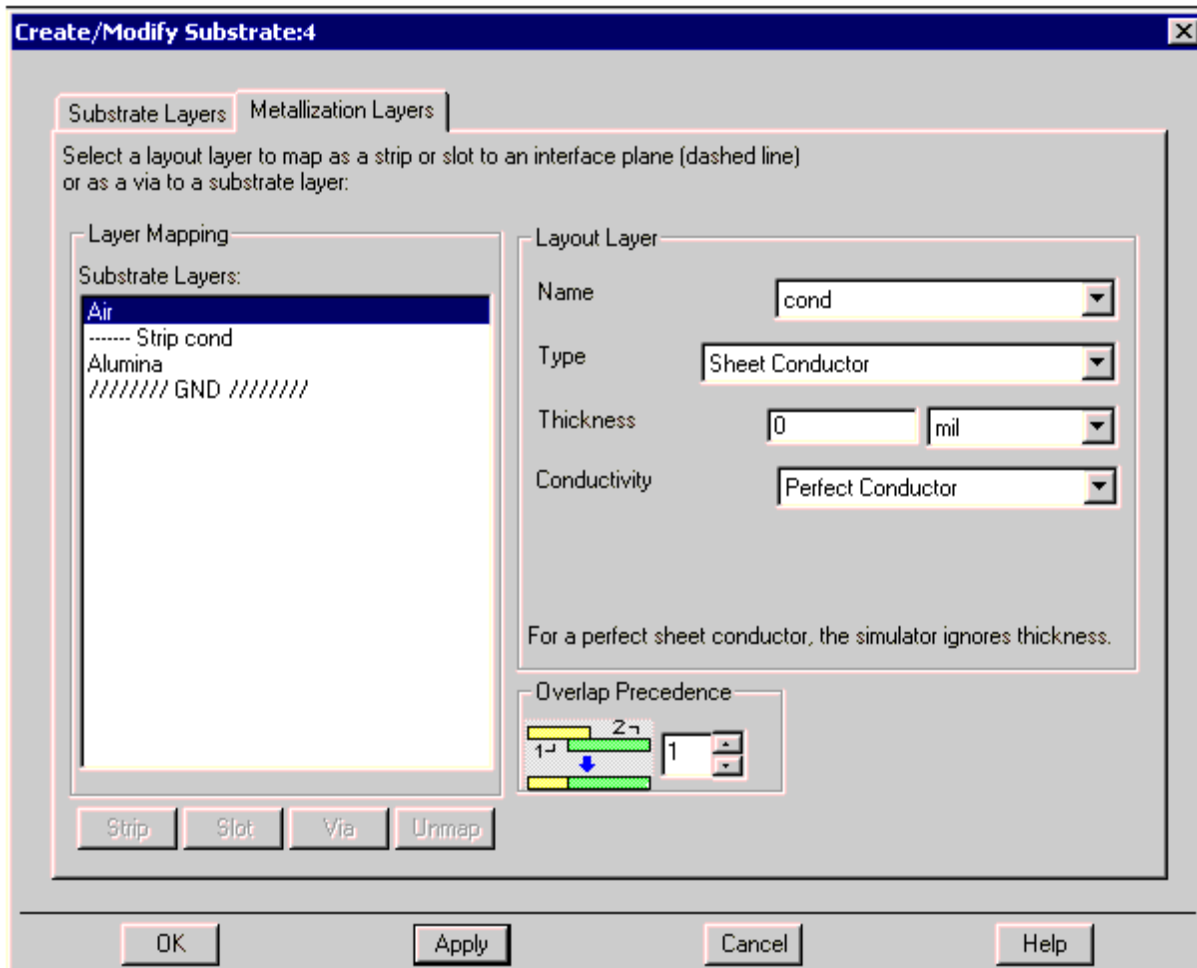 Create/Modify Substrate:4
Substrate Layers
Metallization Layers
Select a layout layer to map as a strip or slot to an interface plane (dashed line)
or as a via to a substrate layer:
Layer Mapping
Substrate Layers:
Air
------- Strip cond
Alumina
//////// GND ////////
Strip
Slot
Via
Unmap
Layout Layer
Name
cond
Type
Sheet Conductor
Thickness
0
mil
Conductivity
Perfect Conductor
For a perfect sheet conductor, the simulator ignores thickness.
Overlap Precedence
2
1
1
OK
Apply
Cancel
Help